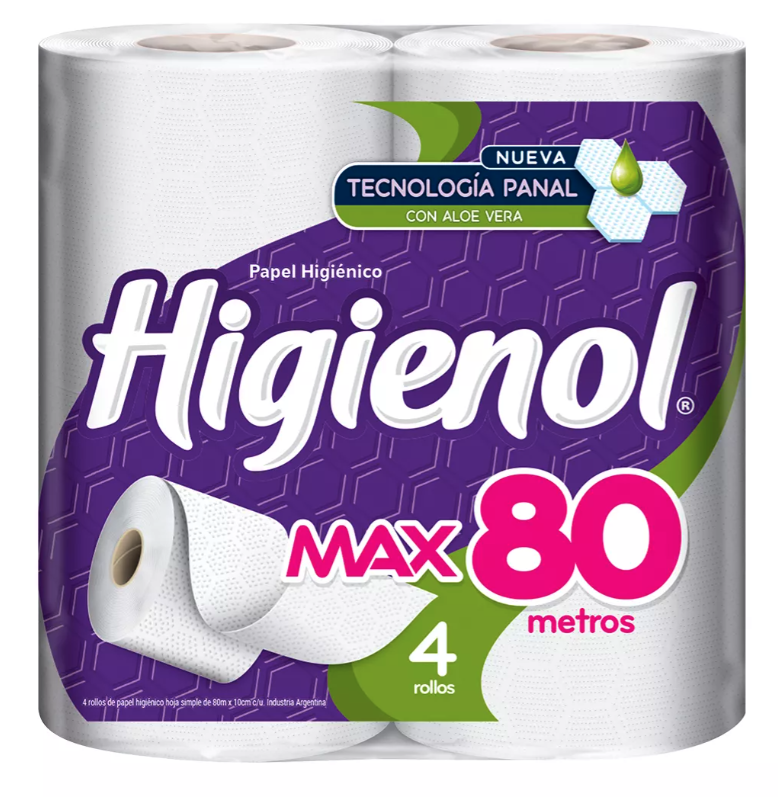 NUEVA
TECNOLOGÍA PANAL
CON ALOE VERA
Papel Higiénico
Higienol®
MAX 80
metros
4
rollos
4 rollos de papel higiénico hoja simple de 80m x 10cm c/u. Industria Argentina